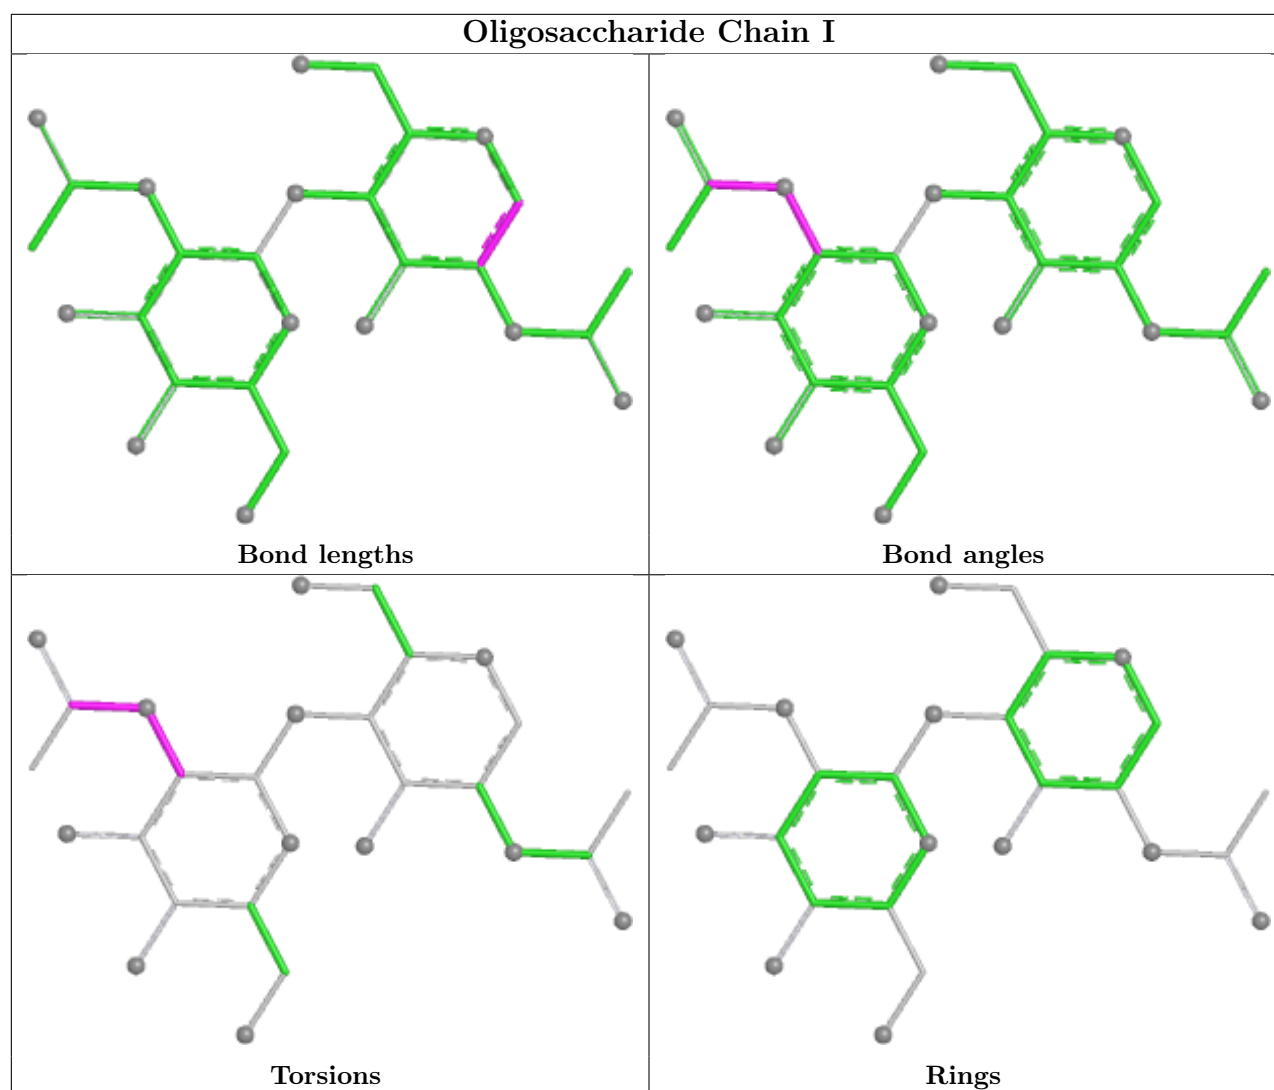 Oligosaccharide Chain I
Bond lengths
Bond angles
Torsions
Rings